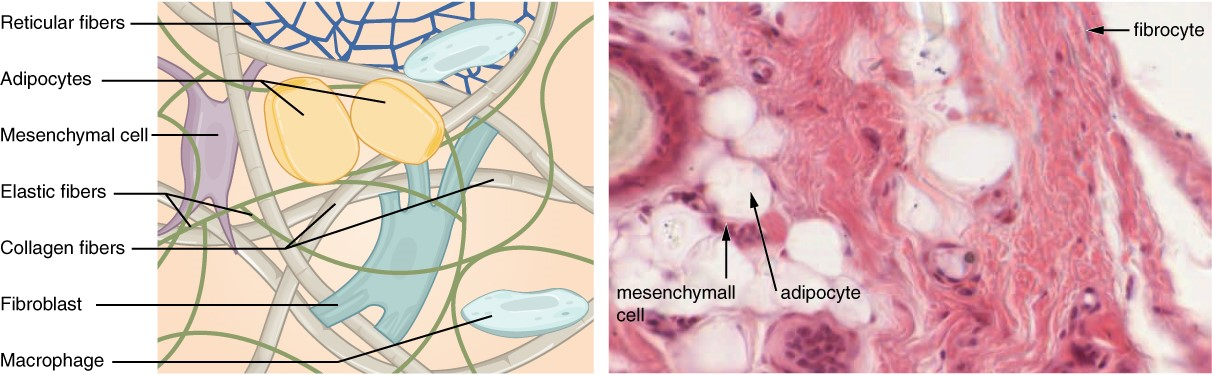 Reticular fibers
Adipocytes
Mesenchymal cell
Elastic fibers
Collagen fibers
Fibroblast
Macrophage
fibrocyte
mesenchymall
cell
adipocyte